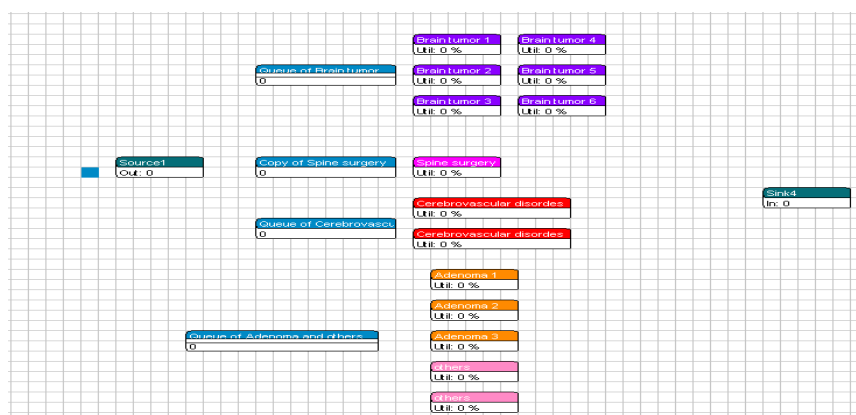 Brain tumor 1
Util: 0 %
Brain tumor 4
Util: 0 %
Queue of Brain tumor
0
Brain tumor 2
Util: 0 %
Brain tumor 5
Util: 0 %
Brain tumor 3
Util: 0 %
Brain tumor 6
Util: 0 %
Source1
Out: 0
Copy of Spine surgery
0
Spine surgery
Util: 0 %
Sink4
In: 0
Cerebrovascular disordes
Util: 0 %
Queue of Cerebrovascu
0
Cerebrovascular disordes
Util: 0 %
Adenoma 1
Util: 0 %
Adenoma 2
Util: 0 %
Queue of Adenoma and others
0
Adenoma 3
Util: 0 %
others
Util: 0 %
others
Util: 0 %